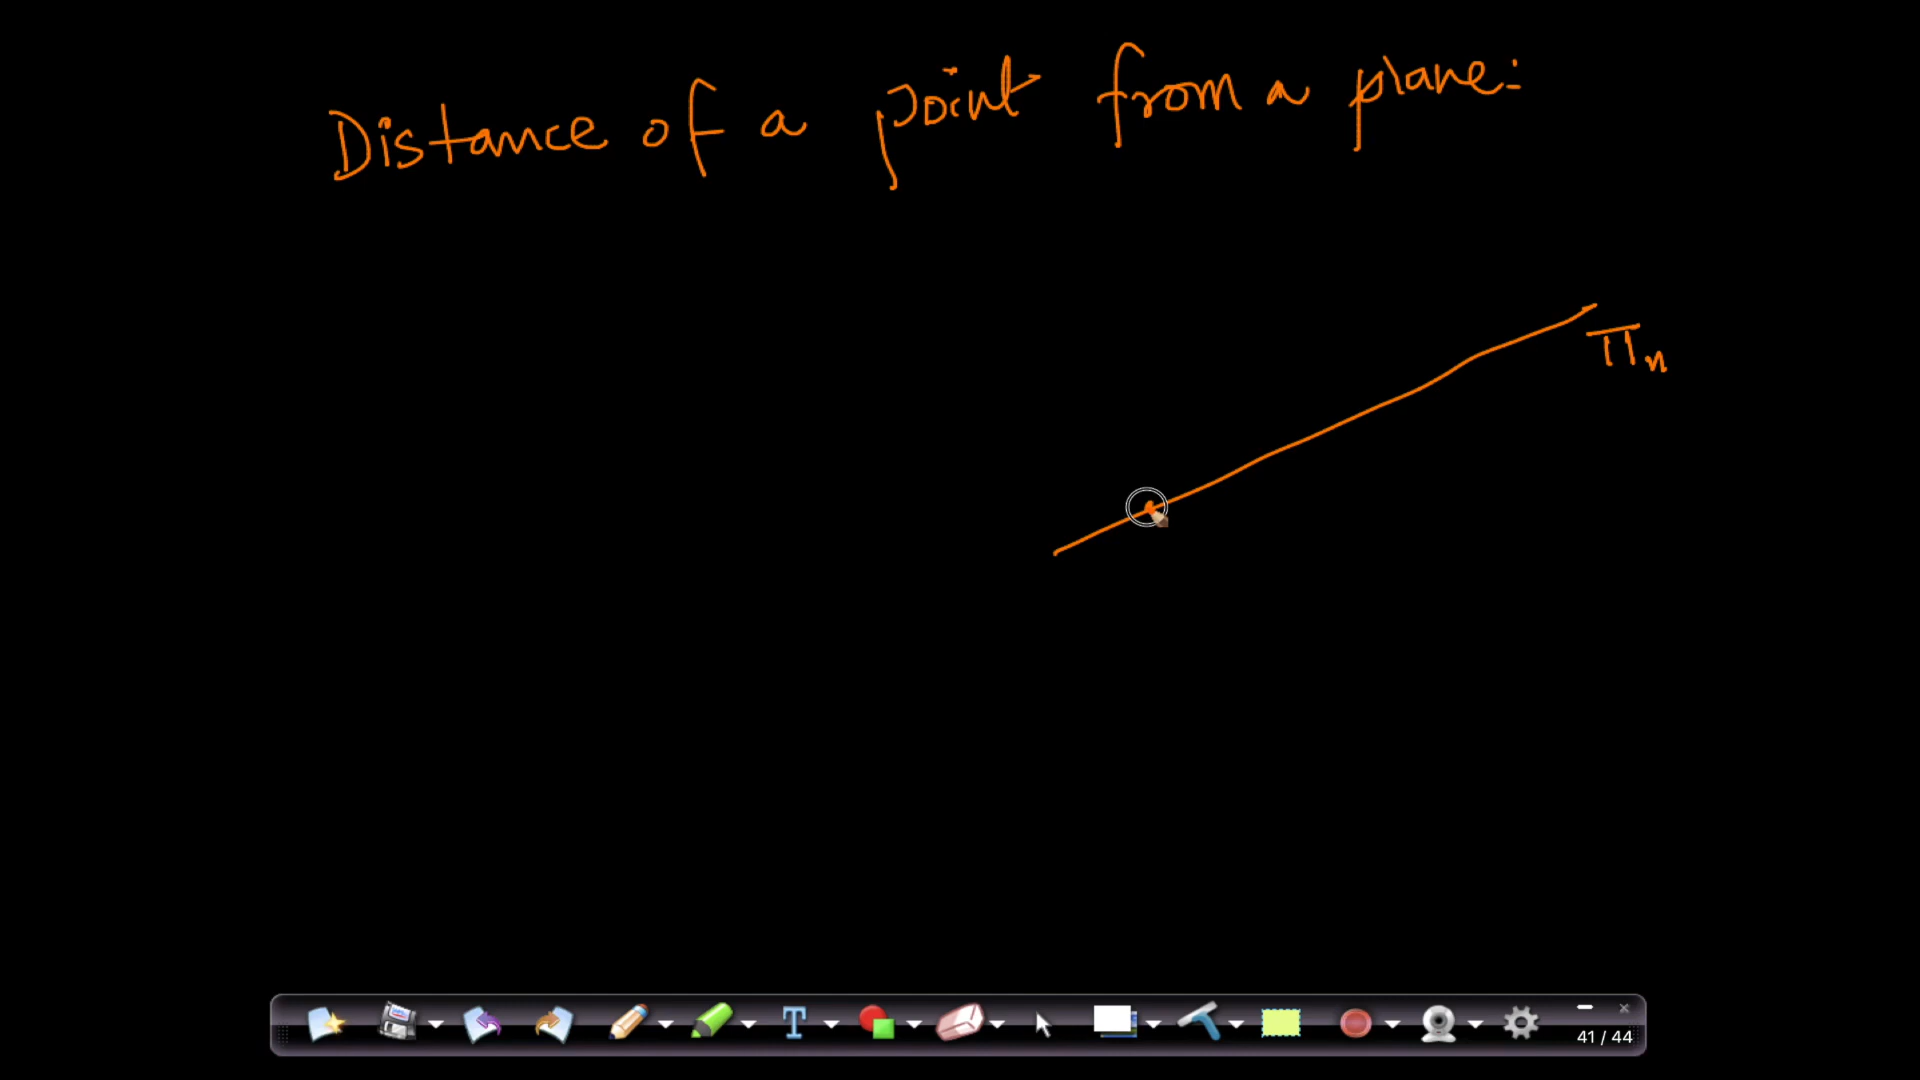 Distance of a point from a plane:
πn
T
41 / 44